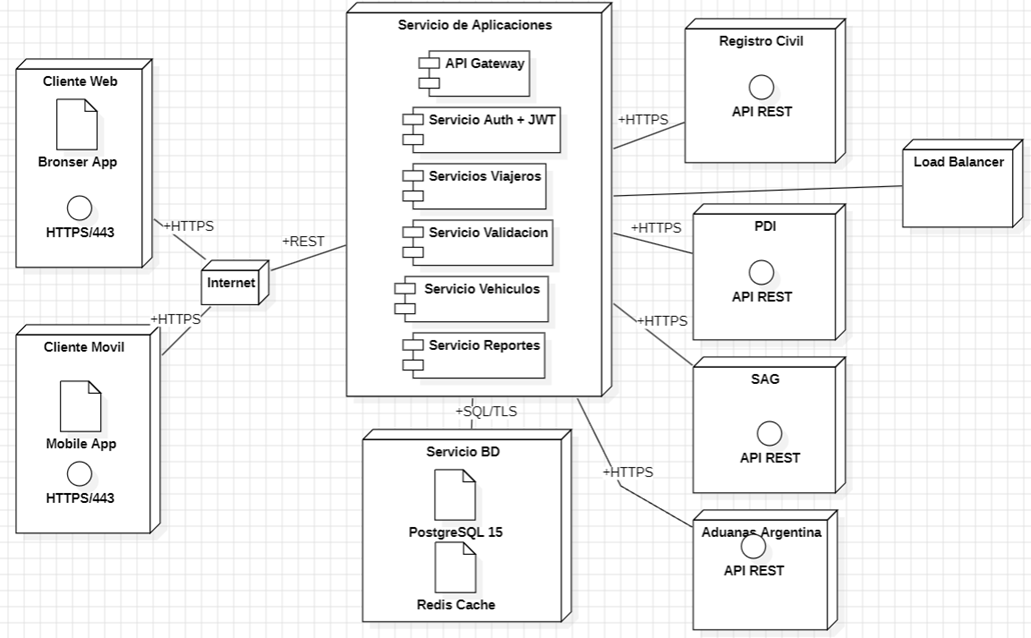 Cliente Web
Bronser App
HTTPS/443
+HTTPS
Internet
+REST
+HTTPS
Cliente Movil
Mobile App
HTTPS/443
Servicio de Aplicaciones
API Gateway
Servicio Auth + JWT
Servicios Viajeros
Servicio Validacion
Servicio Vehiculos
Servicio Reportes
+SQL/TLS
Servicio BD
PostgreSQL 15
Redis Cache
+HTTPS
Registro Civil
API REST
Load Balancer
+HTTPS
PDI
API REST
+HTTPS
SAG
API REST
+HTTPS
Aduanas Argentina
API REST